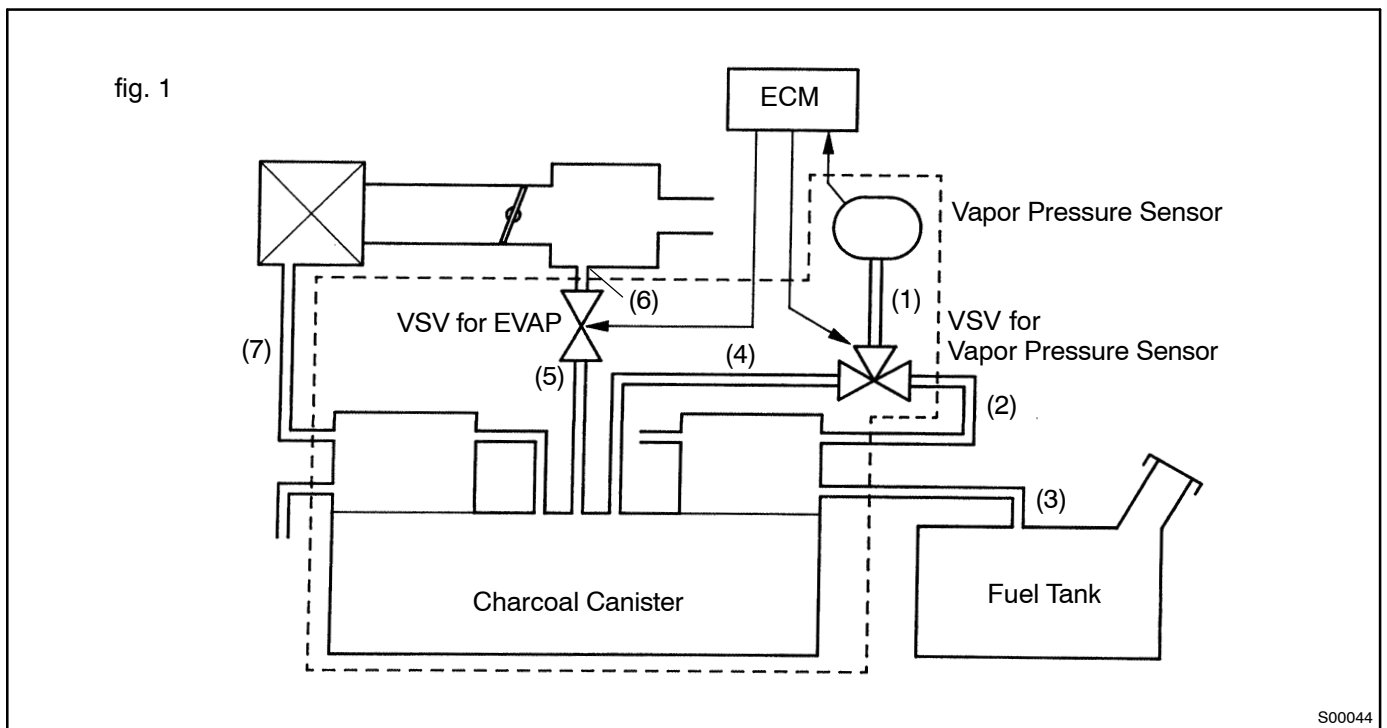 fig. 1
ECM
Vapor Pressure Sensor
(1)
(6)
VSV for EVAP
VSV for
Vapor Pressure Sensor
(7)
(4)
(5)
(2)
(3)
Charcoal Canister
Fuel Tank
S00044